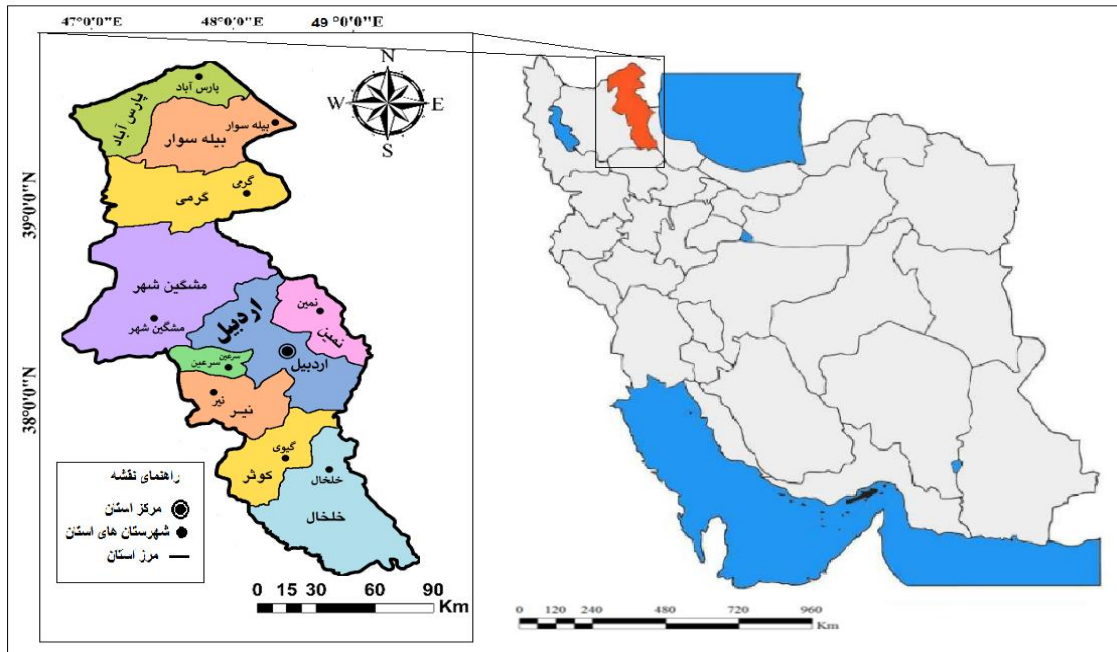 47°0'0"E
48°0'0"E
49 °0'0"E
39°0'0"N
38°0'0"N
N
W
E
S
پارس آباد
پارس آباد
بیله سوار
بیله سوار
گرمی
گرمی
مشگین شهر
مشگین شهر
اردبیل
اردبیل
نمین
نمین
سرعین
سرعین
نیر
نیر
گیوی
کوثر
خلخال
خلخال
راهنمای نقشه
مرکز استان
شهرستان های استان
مرز استان
0 15 30 60 90
Km
0 120 240 480 720 960
Km